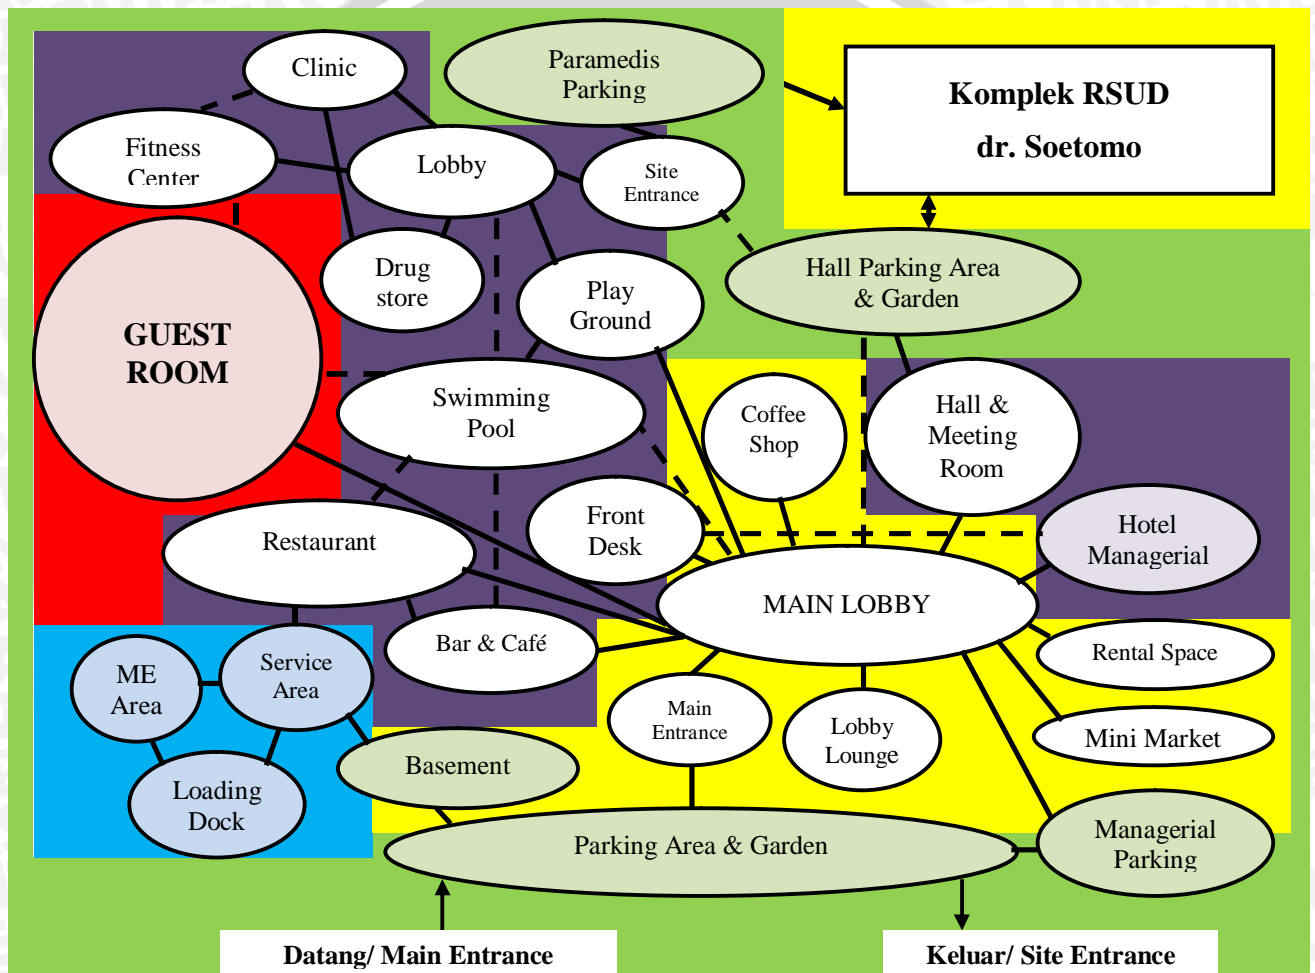 Clinic
Paramedis
Parking
Komplek RSUD
dr. Soetomo
Fitness
Center
Lobby
Site
Entrance
Drug
store
Play
Ground
Hall Parking Area
& Garden
GUEST
ROOM
Swimming
Pool
Coffee
Shop
Hall &
Meeting
Room
Restaurant
Front
Desk
Hotel
Managerial
MAIN LOBBY
Bar & Café
Rental Space
ME
Area
Service
Area
Main
Entrance
Lobby
Lounge
Mini Market
Basement
Loading
Dock
Parking Area & Garden
Managerial
Parking
Datang/ Main Entrance
Keluar/ Site Entrance